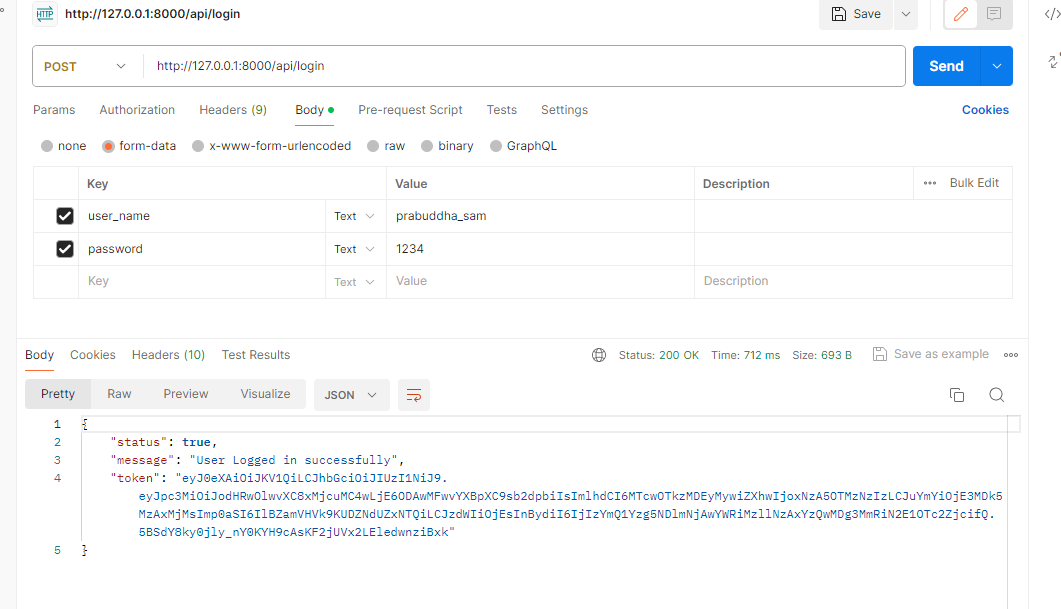 HTTP http://127.0.0.1:8000/api/login Save
POST http://127.0.0.1:8000/api/login Send
Params Authorization Headers (9) Body Pre-request Script Tests Settings Cookies
none form-data x-www-form-urlencoded raw binary GraphQL
Key Value Description Bulk Edit
user_name Text prabuddha_sam
password Text 1234
Key Text Value Description
Body Cookies Headers (10) Test Results Status: 200 OK Time: 712 ms Size: 693 B Save as example
Pretty Raw Preview Visualize JSON
1 {
2 "status": true,
3 "message": "User Logged in successfully",
4 "token": "eyJ0eXAiOiJKV1QiLCJhbGciOiJIUzI1NiJ9.
eyJpc3MiOiJodHRwOlwvXC8xMjcuMC4wLjE6ODAwMFwvYXBpXC9sb2dpbiIsImlhdCI6MTcwOTkzMDEyMywiZXhwIjoxNzA5OTMzNzIzLCJuYmYiOjE3MDk5
MzAxMjMsImp0aSI6IlBZamVHVk9KUDZNdUZxNTQiLCJzdWIiOjEsInBydiI6IjIzYmQ1Yzg5NDlmNjAwYWRiMzllNzAxYzQwMDg3MmRiN2E1OTc2ZjcifQ.
5BSdY8ky0jly_nY0KYH9cAsKF2jUVx2LEledwnziBxk"
5 }